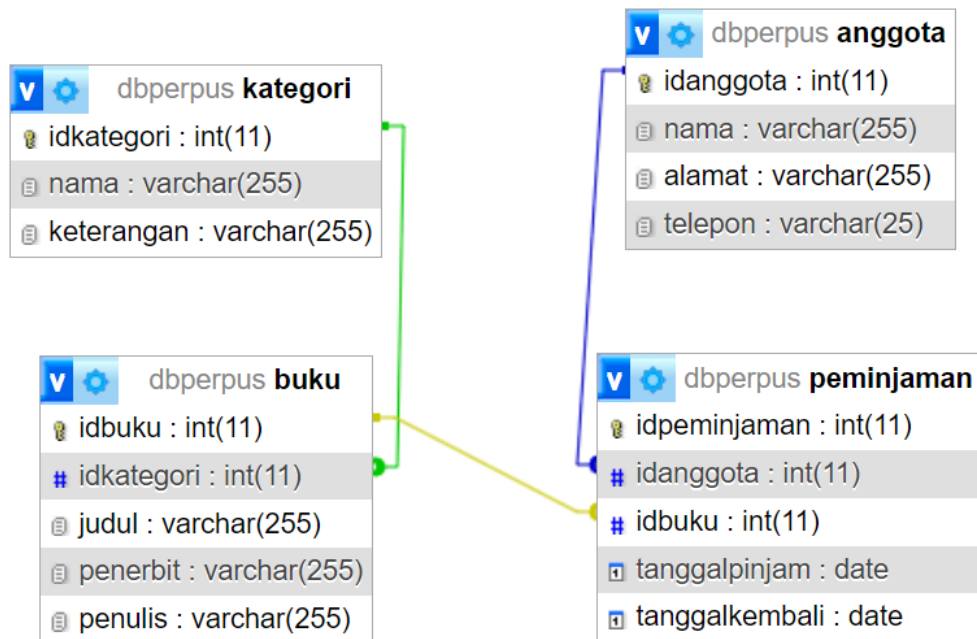 dbperpus kategori
idkategori : int(11)
nama : varchar(255)
keterangan : varchar(255)
v dbperpus anggota
idanggota : int(11)
nama : varchar(255)
alamat : varchar(255)
telepon : varchar(25)
v dbperpus buku
idbuku : int(11)
# idkategori : int(11)
judul : varchar(255)
penerbit : varchar(255)
penulis : varchar(255)
v dbperpus peminjaman
idpeminjaman : int(11)
# idanggota : int(11)
# idbuku : int(11)
1 tanggalpinjam : date
1 tanggalkembali : date